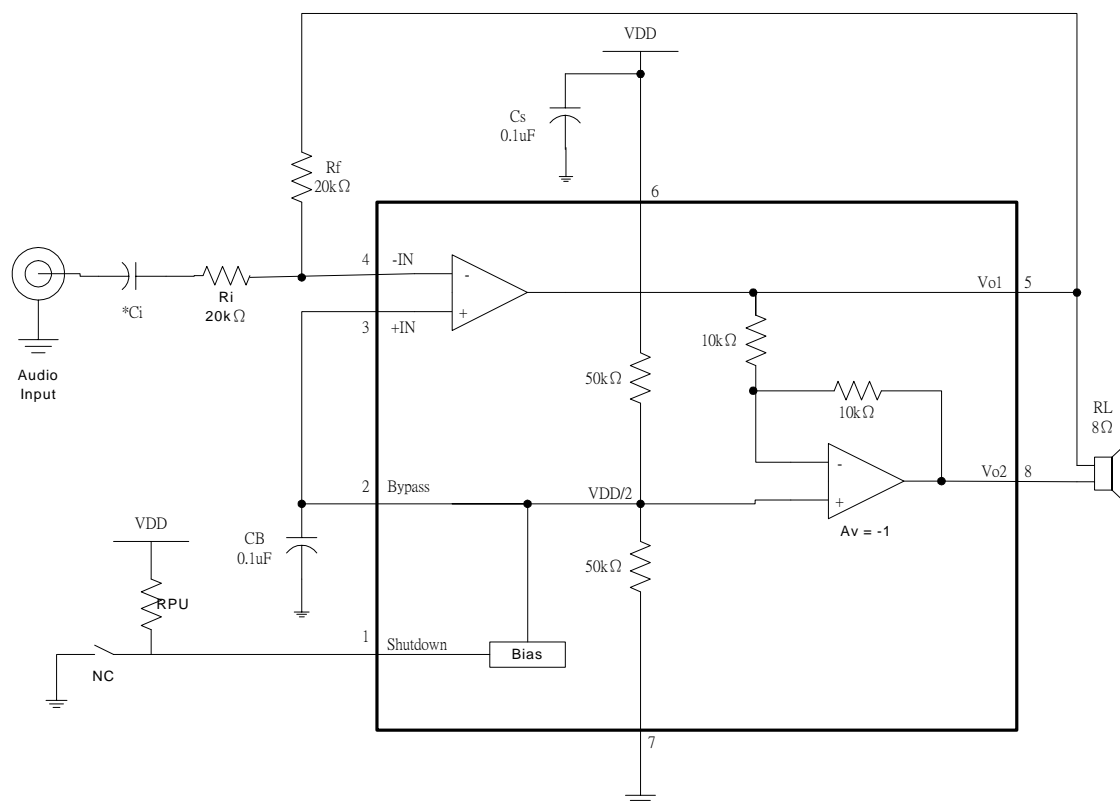 VDD
Cs
0.1uF
Rf
20kΩ
6
4
-IN
-
Vo1
5
*Ci
Ri
20kΩ
+
3
+IN
10kΩ
Audio
Input
50kΩ
10kΩ
RL
8Ω
-
2
Bypass
VDD/2
+
Vo2
8
VDD
CB
0.1uF
Av = -1
50kΩ
RPU
1
Shutdown
Bias
NC
7